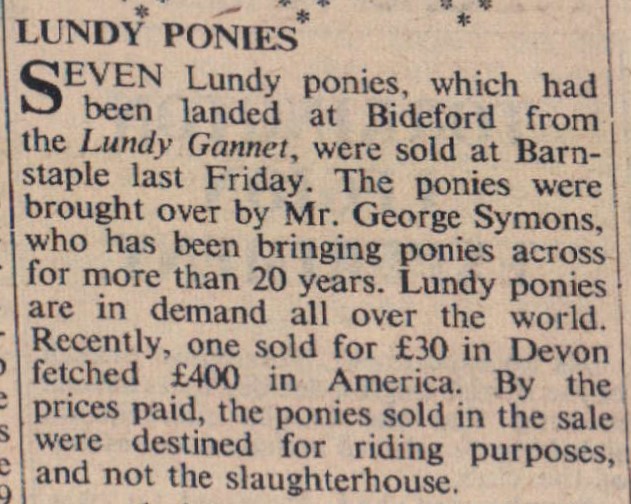 LUNDY PONIES
SEVEN Lundy ponies, which had
been landed at Bideford from
the Lundy Gannet, were sold at Barn-
staple last Friday. The ponies were
brought over by Mr. George Symons,
who has been bringing ponies across
for more than 20 years. Lundy ponies
are in demand all over the world.
Recently, one sold for £30 in Devon
fetched £400 in America. By the
prices paid, the ponies sold in the sale
were destined for riding purposes,
and not the slaughterhouse.